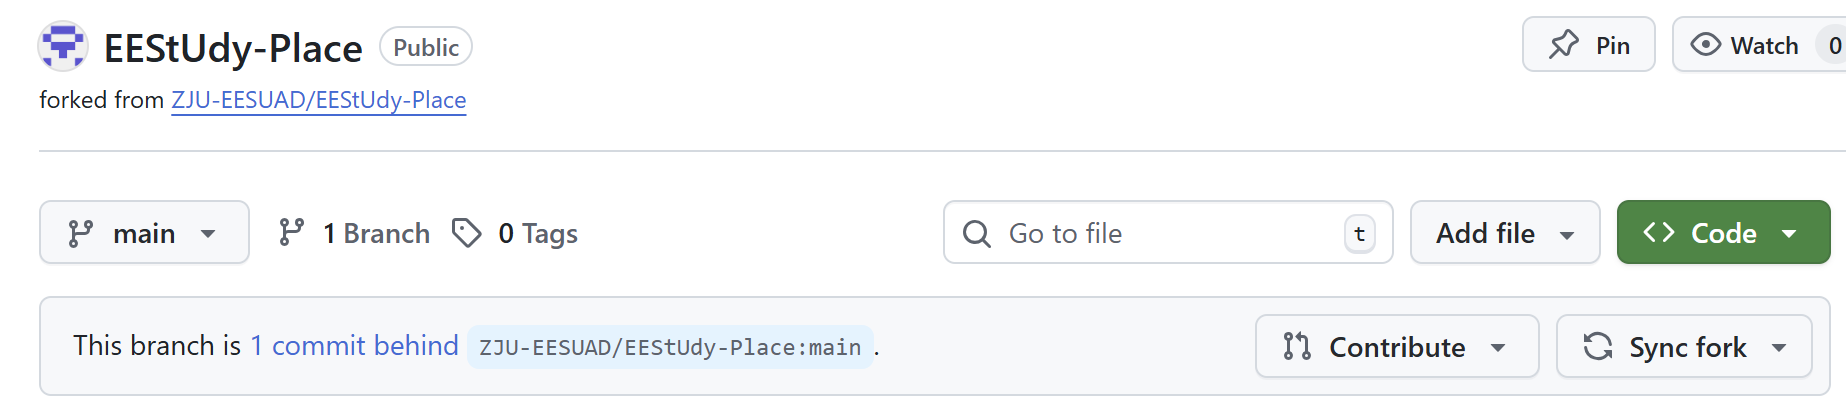 EEStUdy-Place Public Pin Watch 0
forked from ZJU-EESUAD/EEStUdy-Place
main 1 Branch 0 Tags Go to file t Add file Code
This branch is 1 commit behind ZJU-EESUAD/EEStUdy-Place:main. Contribute Sync fork